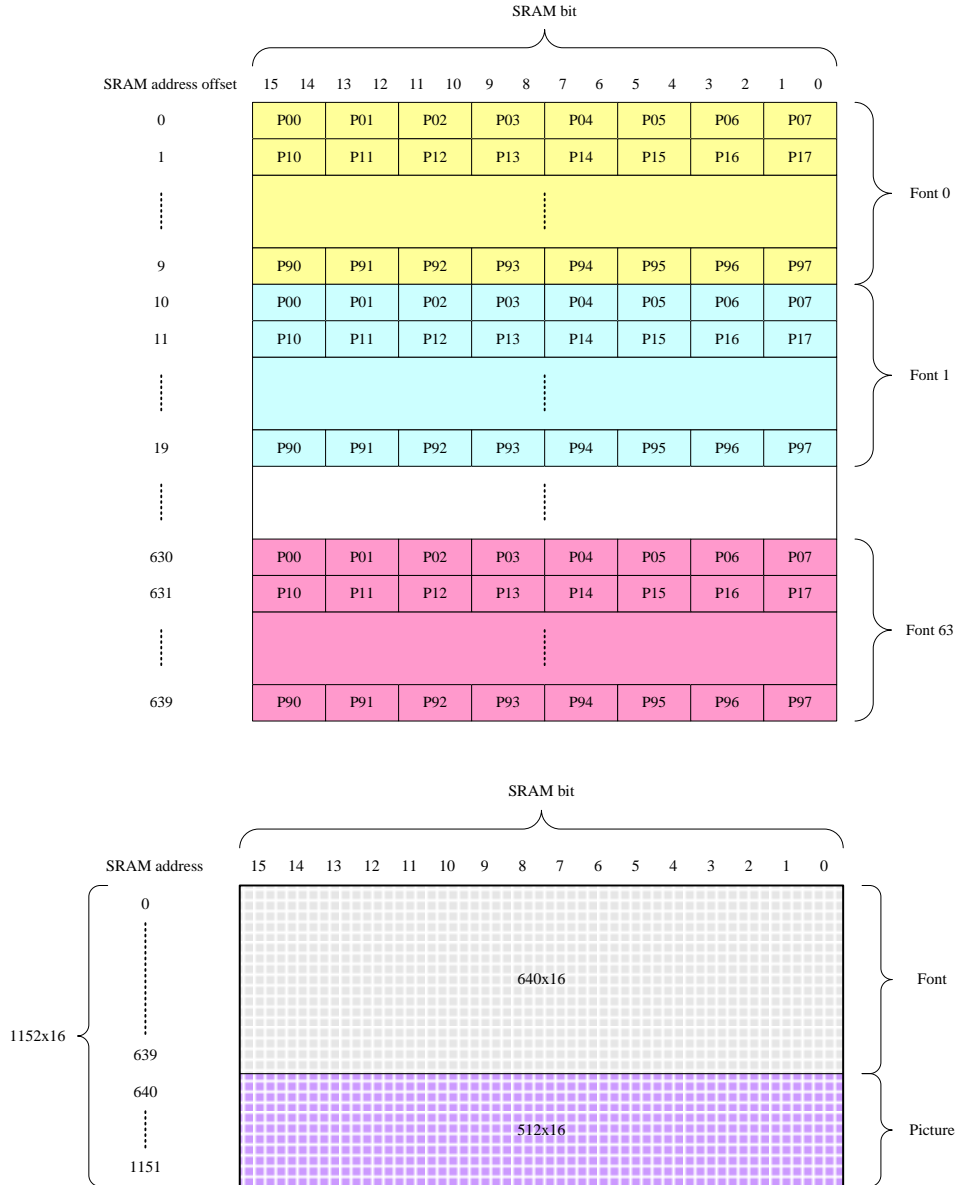 SRAM bit
SRAM address offset 15 14 13 12 11 10 9 8 7 6 5 4 3 2 1 0
0 P00 P01 P02 P03 P04 P05 P06 P07
1 P10 P11 P12 P13 P14 P15 P16 P17
Font 0
9 P90 P91 P92 P93 P94 P95 P96 P97
10 P00 P01 P02 P03 P04 P05 P06 P07
11 P10 P11 P12 P13 P14 P15 P16 P17
Font 1
19 P90 P91 P92 P93 P94 P95 P96 P97
630 P00 P01 P02 P03 P04 P05 P06 P07
631 P10 P11 P12 P13 P14 P15 P16 P17
Font 63
639 P90 P91 P92 P93 P94 P95 P96 P97
SRAM bit
SRAM address 15 14 13 12 11 10 9 8 7 6 5 4 3 2 1 0
0
640x16 Font
1152x16
639
640
512x16 Picture
1151